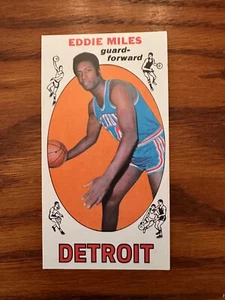 EDDIE MILES
guard-
forward
DETROIT